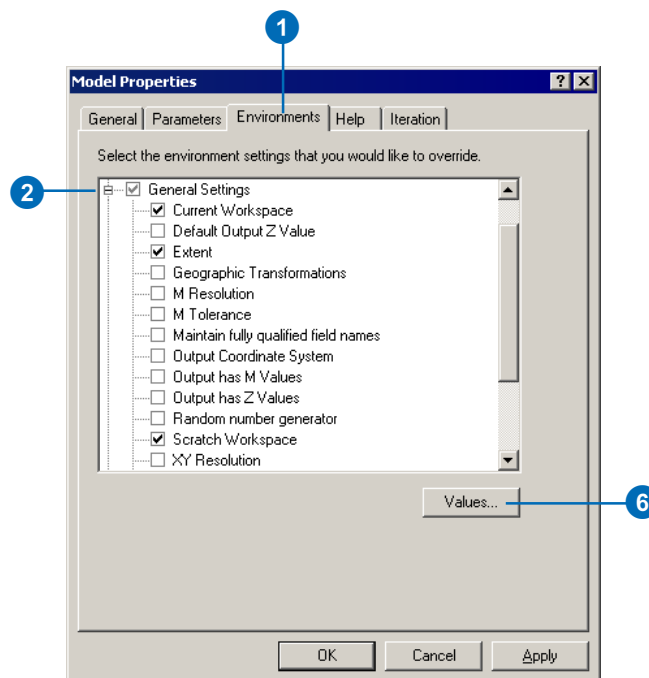 1
Model Properties
General Parameters Environments Help Iteration
Select the environment settings that you would like to override.
2
General Settings
Current Workspace
Default Output Z Value
Extent
Geographic Transformations
M Resolution
M Tolerance
Maintain fully qualified field names
Output Coordinate System
Output has M Values
Output has Z Values
Random number generator
Scratch Workspace
XY Resolution
Values...
6
OK Cancel Apply